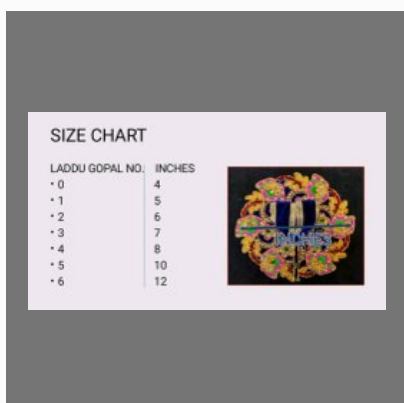 SIZE CHART
LADDU GOPAL NO. INCHES
• 0 4
• 1 5
• 2 6
• 3 7
• 4 8
• 5 10
• 6 12
INCHES